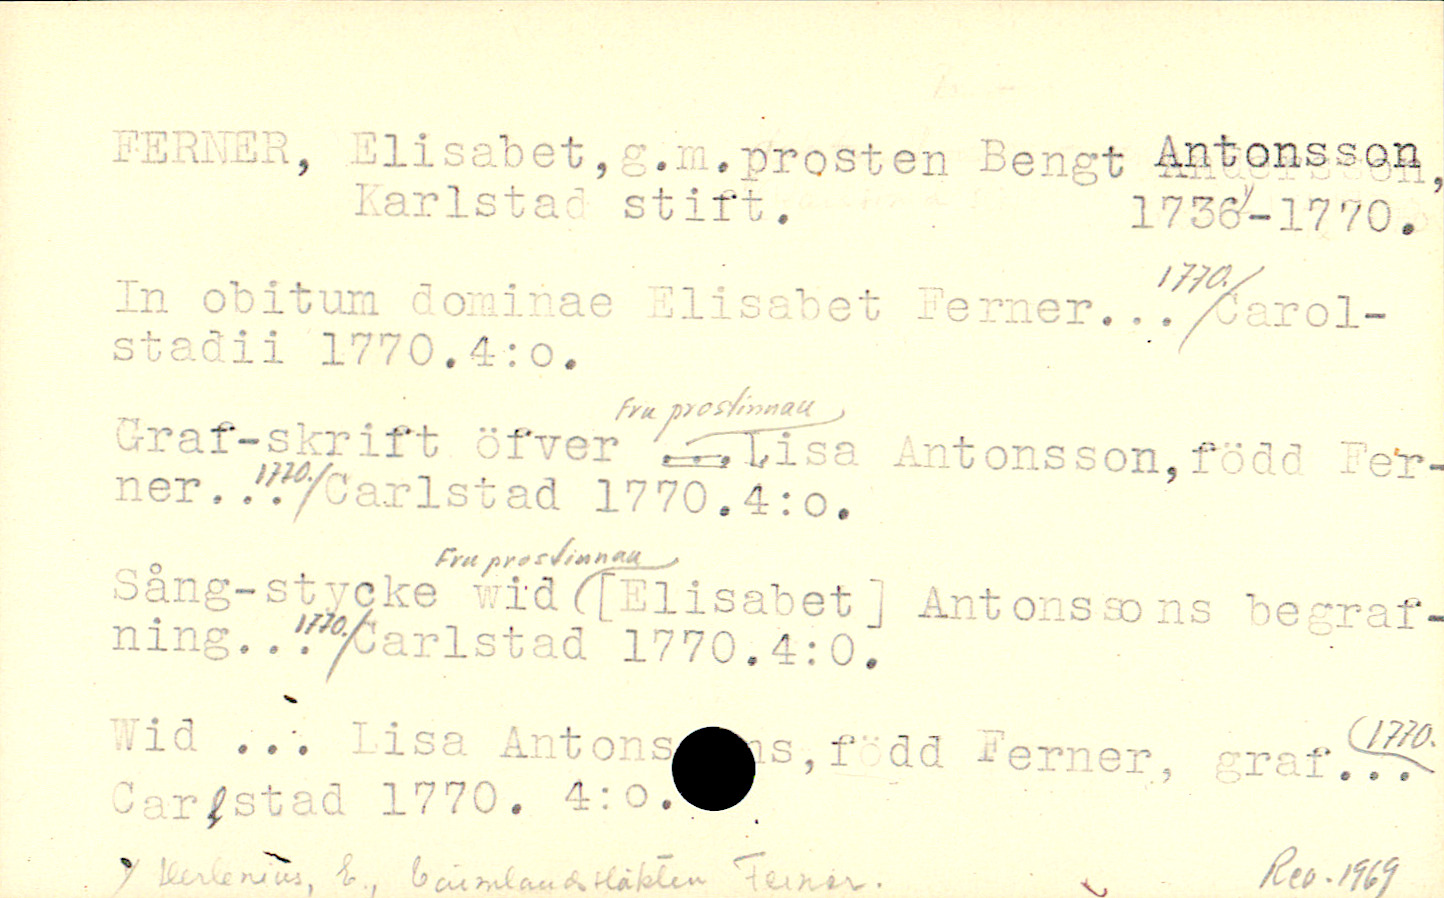 FERNER, Elisabet,g.m.prosten Bengt Antonsson,
Karlstad stift. 1736-1770.
In obitum dominae Elisabet Ferner... 1770./ Carol-
stadii 1770.4:o.
Graf-skrift öfver Fru prostinnan ....Lisa Antonsson,född Fer-
ner... 1770./ Carlstad 1770.4:o.
Sång-stycke wid Fru prostinnan [Elisabet] Antonssons begraf-
ning... 1770./ Carlstad 1770.4:0.
Wid ... Lisa Antons ns,född Ferner, graf... 1770.
Carlstad 1770. 4:o.
Ferner. Rev. 1969